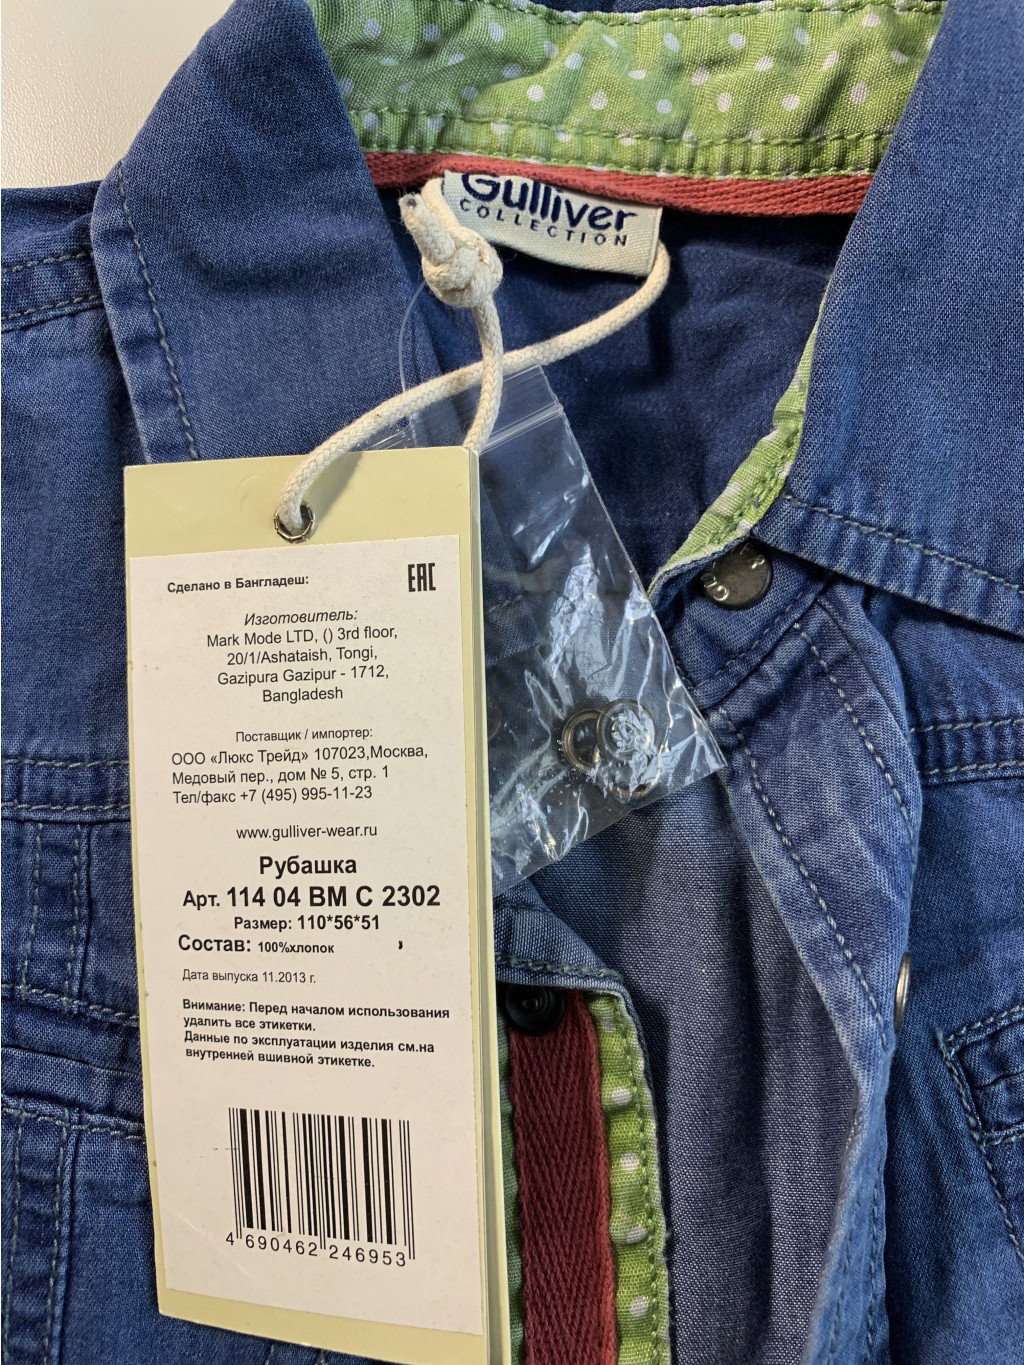 Gulliver
COLLECTION
Сделано в Бангладеш:
EAC
Изготовитель:
Mark Mode LTD, () 3rd floor,
20/1/Ashataish, Tongi,
Gazipura Gazipur - 1712,
Bangladesh
Поставщик / импортер:
ООО «Люкс Трейд» 107023,Москва,
Медовый пер., дом № 5, стр. 1
Тел/факс +7 (495) 995-11-23
www.gulliver-wear.ru
Рубашка
Арт. 114 04 BM C 2302
Размер: 110*56*51
Состав: 100%хлопок
Дата выпуска 11.2013 г.
Внимание: Перед началом использования
удалить все этикетки.
Данные по эксплуатации изделия см.на
внутренней вшивной этикетке.
4 690462 246953